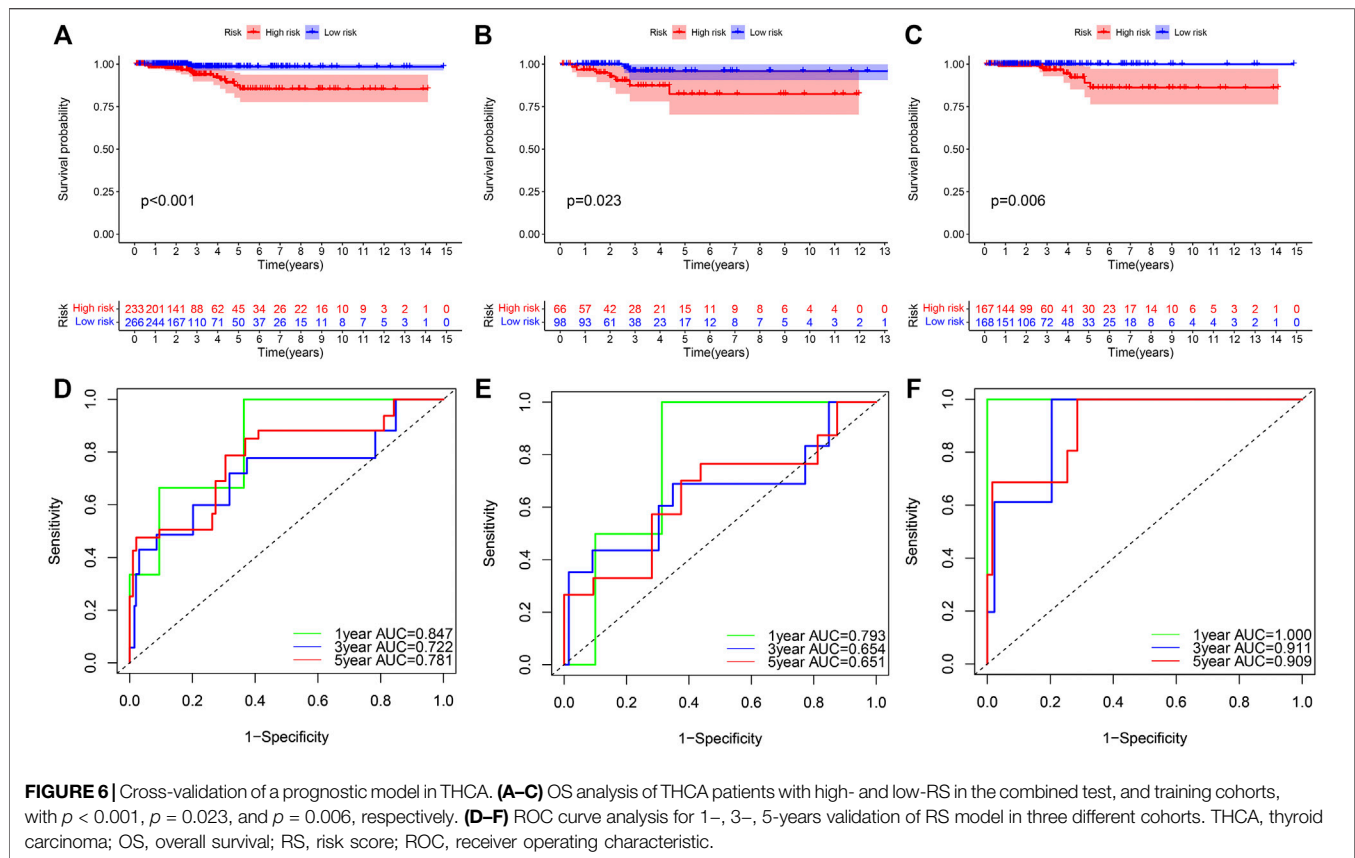 A
Risk High risk Low risk
Survival probability
1.00
0.75
0.50
0.25
0.00
p<0.001
0 1 2 3 4 5 6 7 8 9 10 11 12 13 14 15
Time(years)
Risk
High risk 233 201 141 88 62 45 34 26 22 16 10 9 3 2 1 0
Low risk 266 244 167 110 71 50 37 26 15 11 8 7 5 3 1 0
0 1 2 3 4 5 6 7 8 9 10 11 12 13 14 15
Time(years)
B
Risk High risk Low risk
Survival probability
1.00
0.75
0.50
0.25
0.00
p=0.023
0 1 2 3 4 5 6 7 8 9 10 11 12 13
Time(years)
Risk
High risk 66 57 42 28 21 15 11 9 8 6 4 4 0 0
Low risk 98 93 61 38 23 17 12 8 7 5 4 3 2 1
0 1 2 3 4 5 6 7 8 9 10 11 12 13
Time(years)
C
Risk High risk Low risk
Survival probability
1.00
0.75
0.50
0.25
0.00
p=0.006
0 1 2 3 4 5 6 7 8 9 10 11 12 13 14 15
Time(years)
Risk
High risk 167 144 99 60 41 30 23 17 14 10 6 5 3 2 1 0
Low risk 168 151 106 72 48 33 25 18 8 6 4 4 3 2 1 0
0 1 2 3 4 5 6 7 8 9 10 11 12 13 14 15
Time(years)
D
Sensitivity
1.0
0.8
0.6
0.4
0.2
0.0
1year AUC=0.847
3year AUC=0.722
5year AUC=0.781
0.0 0.2 0.4 0.6 0.8 1.0
1−Specificity
E
Sensitivity
1.0
0.8
0.6
0.4
0.2
0.0
1year AUC=0.793
3year AUC=0.654
5year AUC=0.651
0.0 0.2 0.4 0.6 0.8 1.0
1−Specificity
F
Sensitivity
1.0
0.8
0.6
0.4
0.2
0.0
1year AUC=1.000
3year AUC=0.911
5year AUC=0.909
0.0 0.2 0.4 0.6 0.8 1.0
1−Specificity
FIGURE 6 | Cross-validation of a prognostic model in THCA. (A–C) OS analysis of THCA patients with high- and low-RS in the combined test, and training cohorts,
with p < 0.001, p = 0.023, and p = 0.006, respectively. (D–F) ROC curve analysis for 1–, 3–, 5-years validation of RS model in three different cohorts. THCA, thyroid
carcinoma; OS, overall survival; RS, risk score; ROC, receiver operating characteristic.